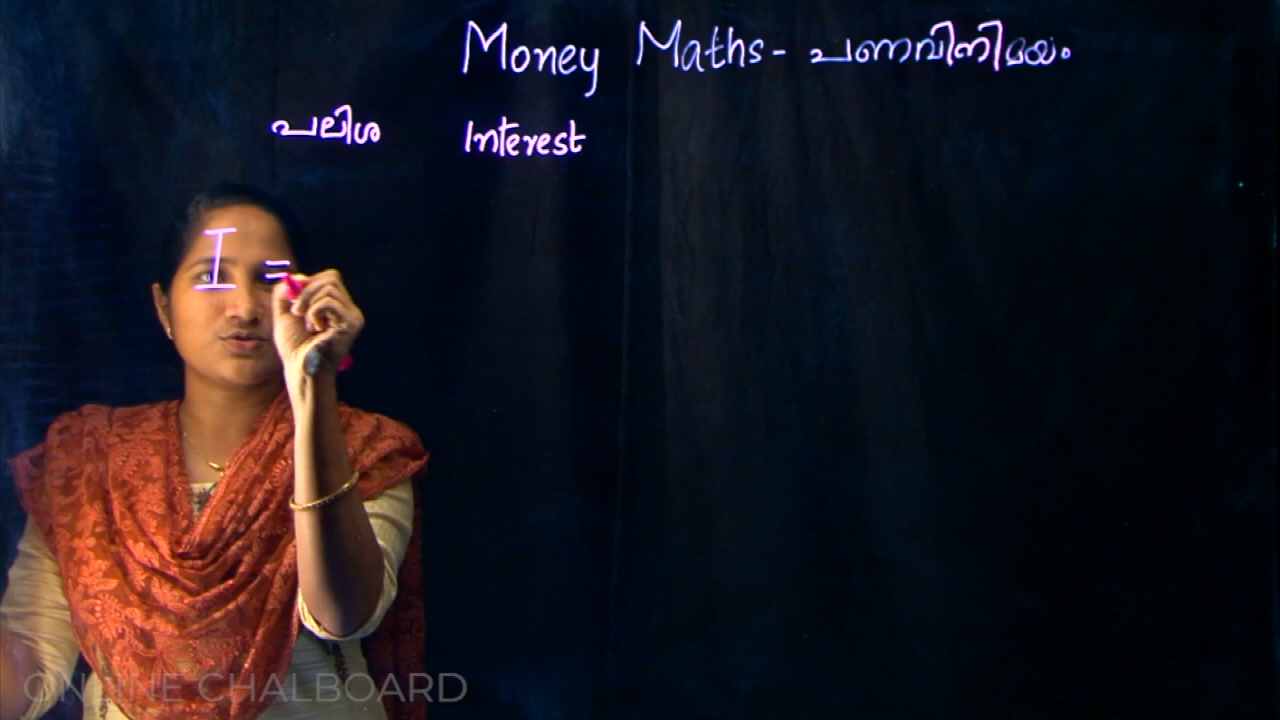 Money Maths - പണവിനിമയം
പലിശ Interest
I =
ONLINE CHALBOARD